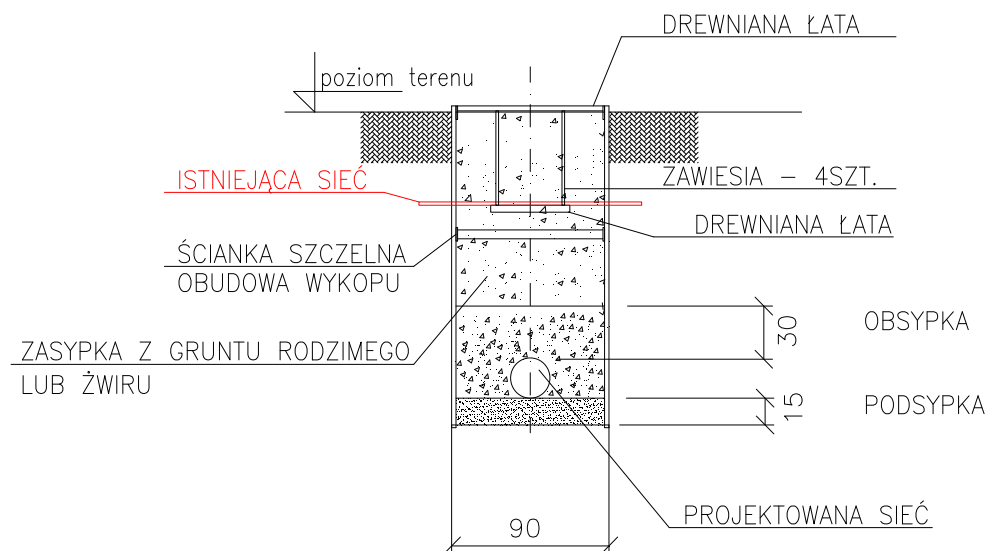 DREWNIANA ŁATA
poziom terenu
ISTNIEJĄCA SIEĆ
ZAWIESIA – 4SZT.
DREWNIANA ŁATA
ŚCIANKA SZCZELNA
OBUDOWA WYKOPU
30
OBSYPKA
ZASYPKA Z GRUNTU RODZIMEGO
LUB ŻWIRU
15
PODSYPKA
PROJEKTOWANA SIEĆ
90